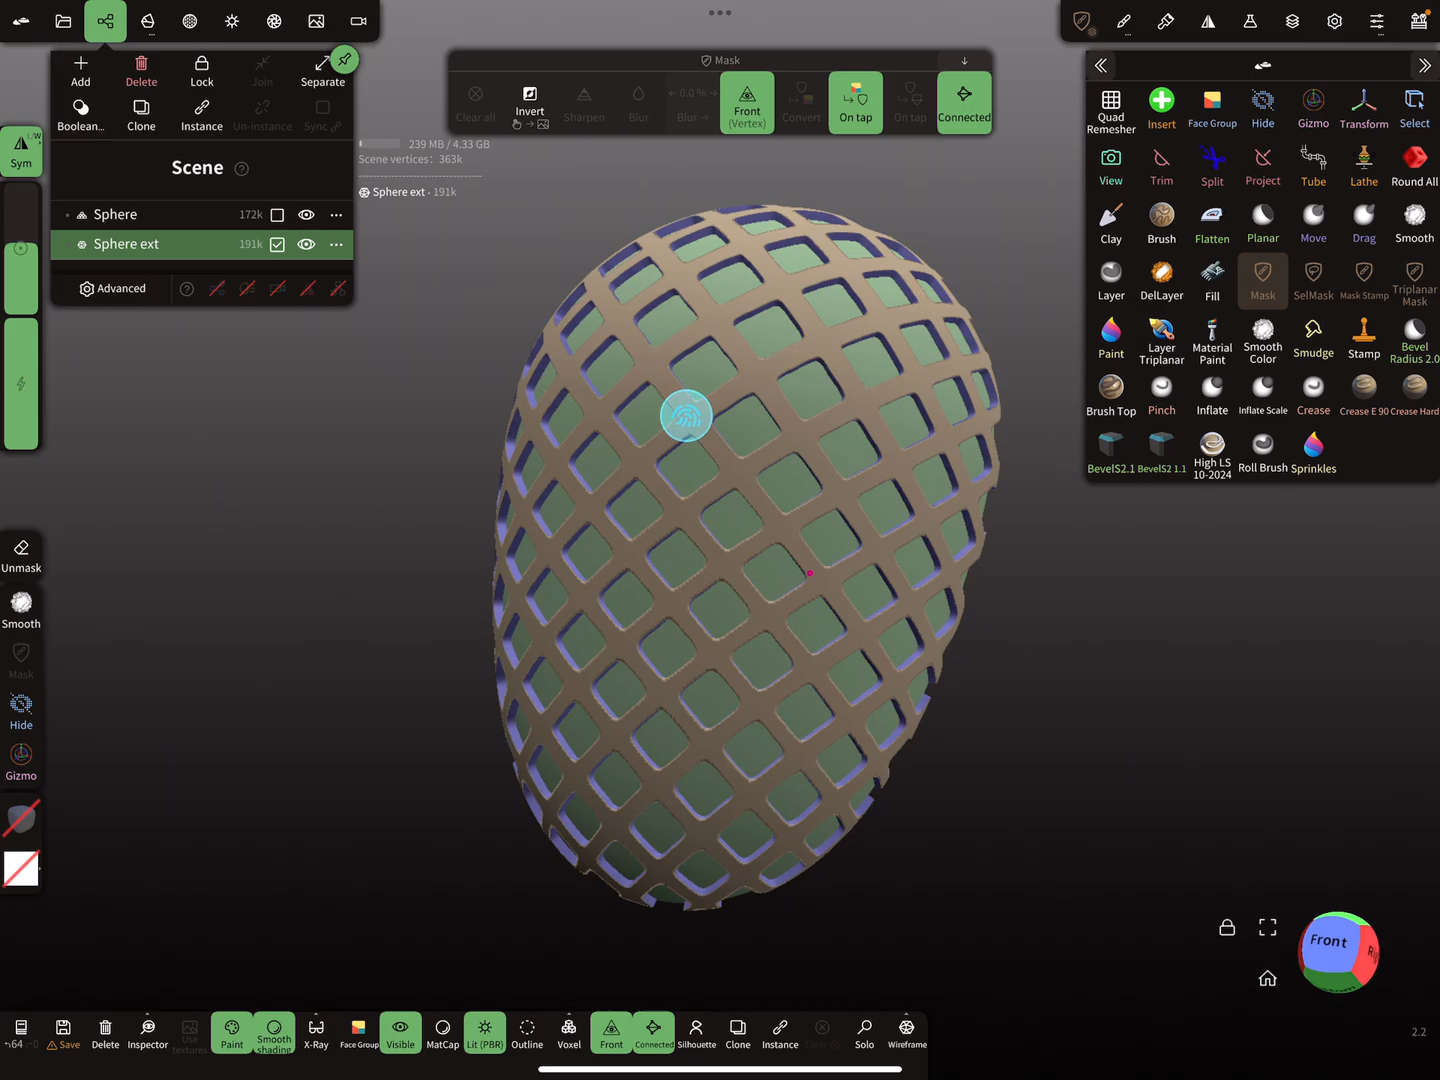 Add
Delete
Lock
Join
Separate
Boolean...
Clone
Instance
Un-instance
Sync
Scene
Sphere
172k
Sphere ext
191k
Advanced
Mask
Clear all
Invert
Sharpen
Blur
0.0 %
Blur
Front
(Vertex)
Convert
On tap
On tap
Connected
239 MB / 4.33 GB
Scene vertices: 363k
Sphere ext · 191k
L/W
Sym
Unmask
Smooth
Mask
Hide
Gizmo
Quad
Remesher
Insert
Face Group
Hide
Gizmo
Transform
Select
View
Trim
Split
Project
Tube
Lathe
Round All
Clay
Brush
Flatten
Planar
Move
Drag
Smooth
Layer
DelLayer
Fill
Mask
SelMask
Mask Stamp
Triplanar
Mask
Paint
Layer
Triplanar
Material
Paint
Smooth
Color
Smudge
Stamp
Bevel
Radius 2.0
Brush Top
Pinch
Inflate
Inflate Scale
Crease
Crease E 90
Crease Hard
BevelS2.1
BevelS2 1.1
High LS
10-2024
Roll Brush
Sprinkles
Front
64
0
Save
Delete
Inspector
Use
textures
Paint
Smooth
shading
X-Ray
Face Group
Visible
MatCap
Lit (PBR)
Outline
Voxel
Front
Connected
Silhouette
Clone
Instance
Clear
Solo
Wireframe
2.2